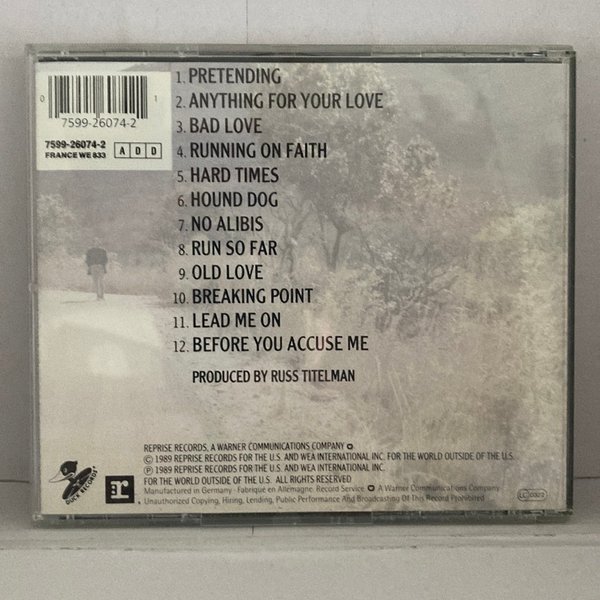 0 7599-26074-2 1
7599-26074-2
FRANCE WE 833 A D D
1. PRETENDING
2. ANYTHING FOR YOUR LOVE
3. BAD LOVE
4. RUNNING ON FAITH
5. HARD TIMES
6. HOUND DOG
7. NO ALIBIS
8. RUN SO FAR
9. OLD LOVE
10. BREAKING POINT
11. LEAD ME ON
12. BEFORE YOU ACCUSE ME
PRODUCED BY RUSS TITELMAN
REPRISE RECORDS, A WARNER COMMUNICATIONS COMPANY
© 1989 REPRISE RECORDS FOR THE U.S. AND WEA INTERNATIONAL INC. FOR THE WORLD OUTSIDE OF THE U.S.
℗ 1989 REPRISE RECORDS FOR THE U.S. AND WEA INTERNATIONAL INC.
FOR THE WORLD OUTSIDE OF THE U.S. ALL RIGHTS RESERVED
Manufactured in Germany · Fabriqué en Allemagne. Record Service A Warner Communications Company
Unauthorized Copying, Hiring, Lending, Public Performance And Broadcasting Of This Record Prohibited
DUCK RECORDS
r
LC 0322